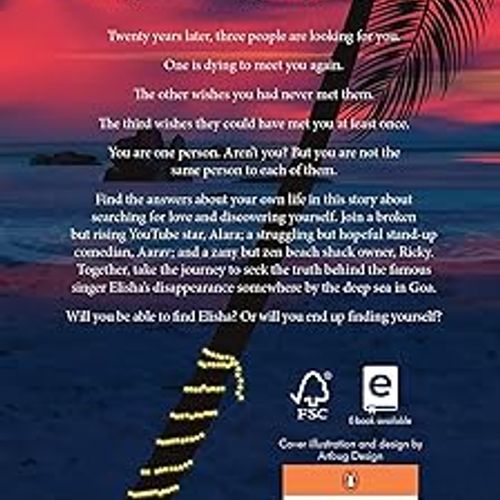 Twenty years later, three people are looking for you.
One is dying to meet you again.
The other wishes you had never met them.
The third wishes they could have met you at least once.
You are one person. Aren't you? But you are not the
same person to each of them.
Find the answers about your own life in this story about
searching for love and discovering yourself. Join a broken
but rising YouTube star, Alara; a struggling but hopeful stand-up
comedian, Aarav; and a zany but zen beach shack owner, Ricky.
Together, take the journey to seek the truth behind the famous
singer Elisha's disappearance somewhere by the deep sea in Goa.
Will you be able to find Elisha? Or will you end up finding yourself?
e
FSC
E-book available
Cover illustration and design by
Artbug Design